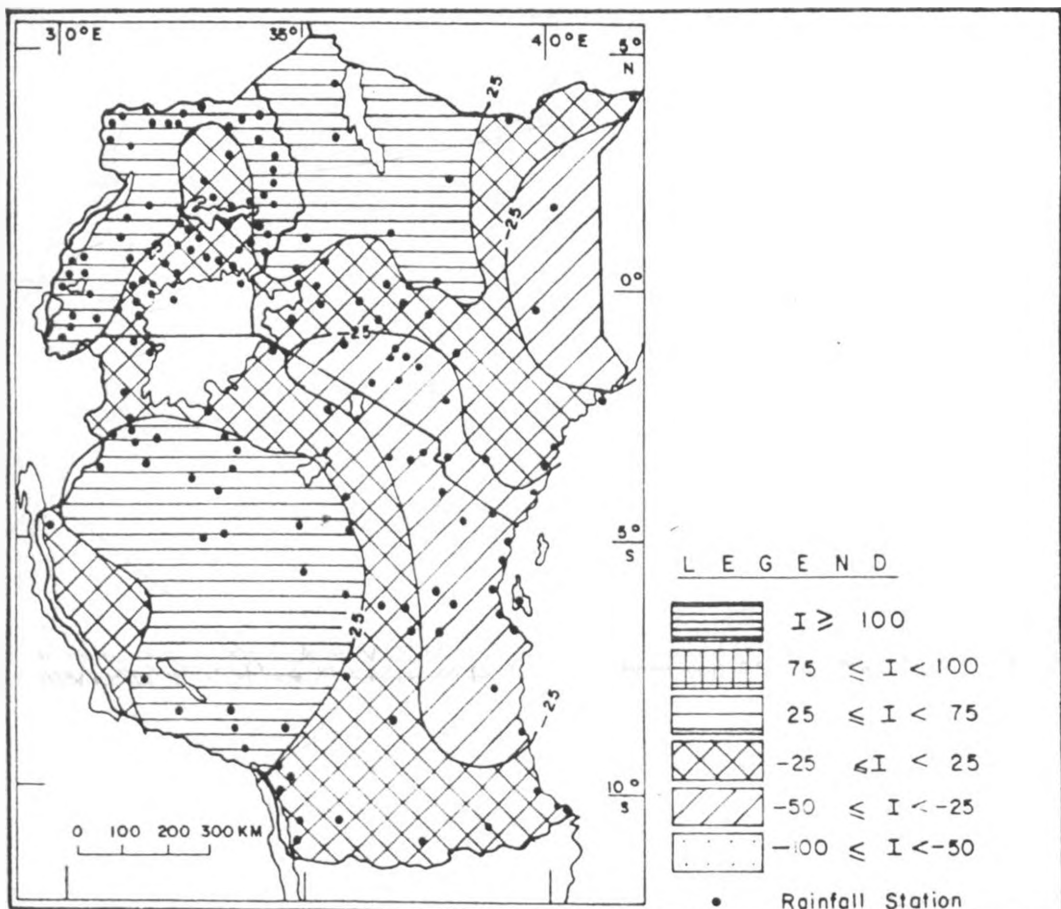 30°E 35° 40°E 5°
N
25
25
0°
25
5°
S
25
-25
10°
S
0 100 200 300 KM
LEGEND
I ⩾ 100
75 ⩽ I < 100
25 ⩽ I < 75
-25 ⩽ I < 25
-50 ⩽ I < -25
-100 ⩽ I < -50
Rainfall Station